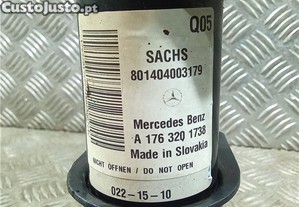 CustoJusto.pt
Q05
SACHS
801404003179
Mercedes Benz
A 176 320 1738
Made in Slovakia
NICHT ÖFFNEN / DO NOT OPEN
022-15-10